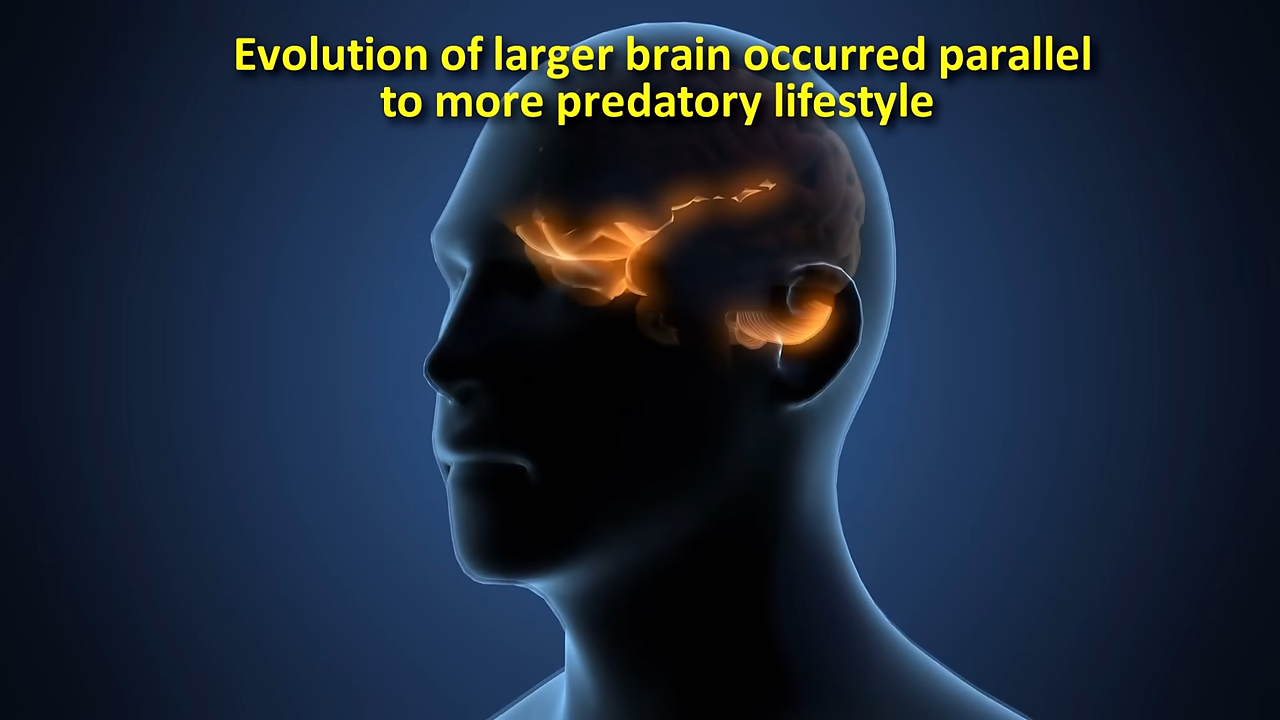 Evolution of larger brain occurred parallel
to more predatory lifestyle